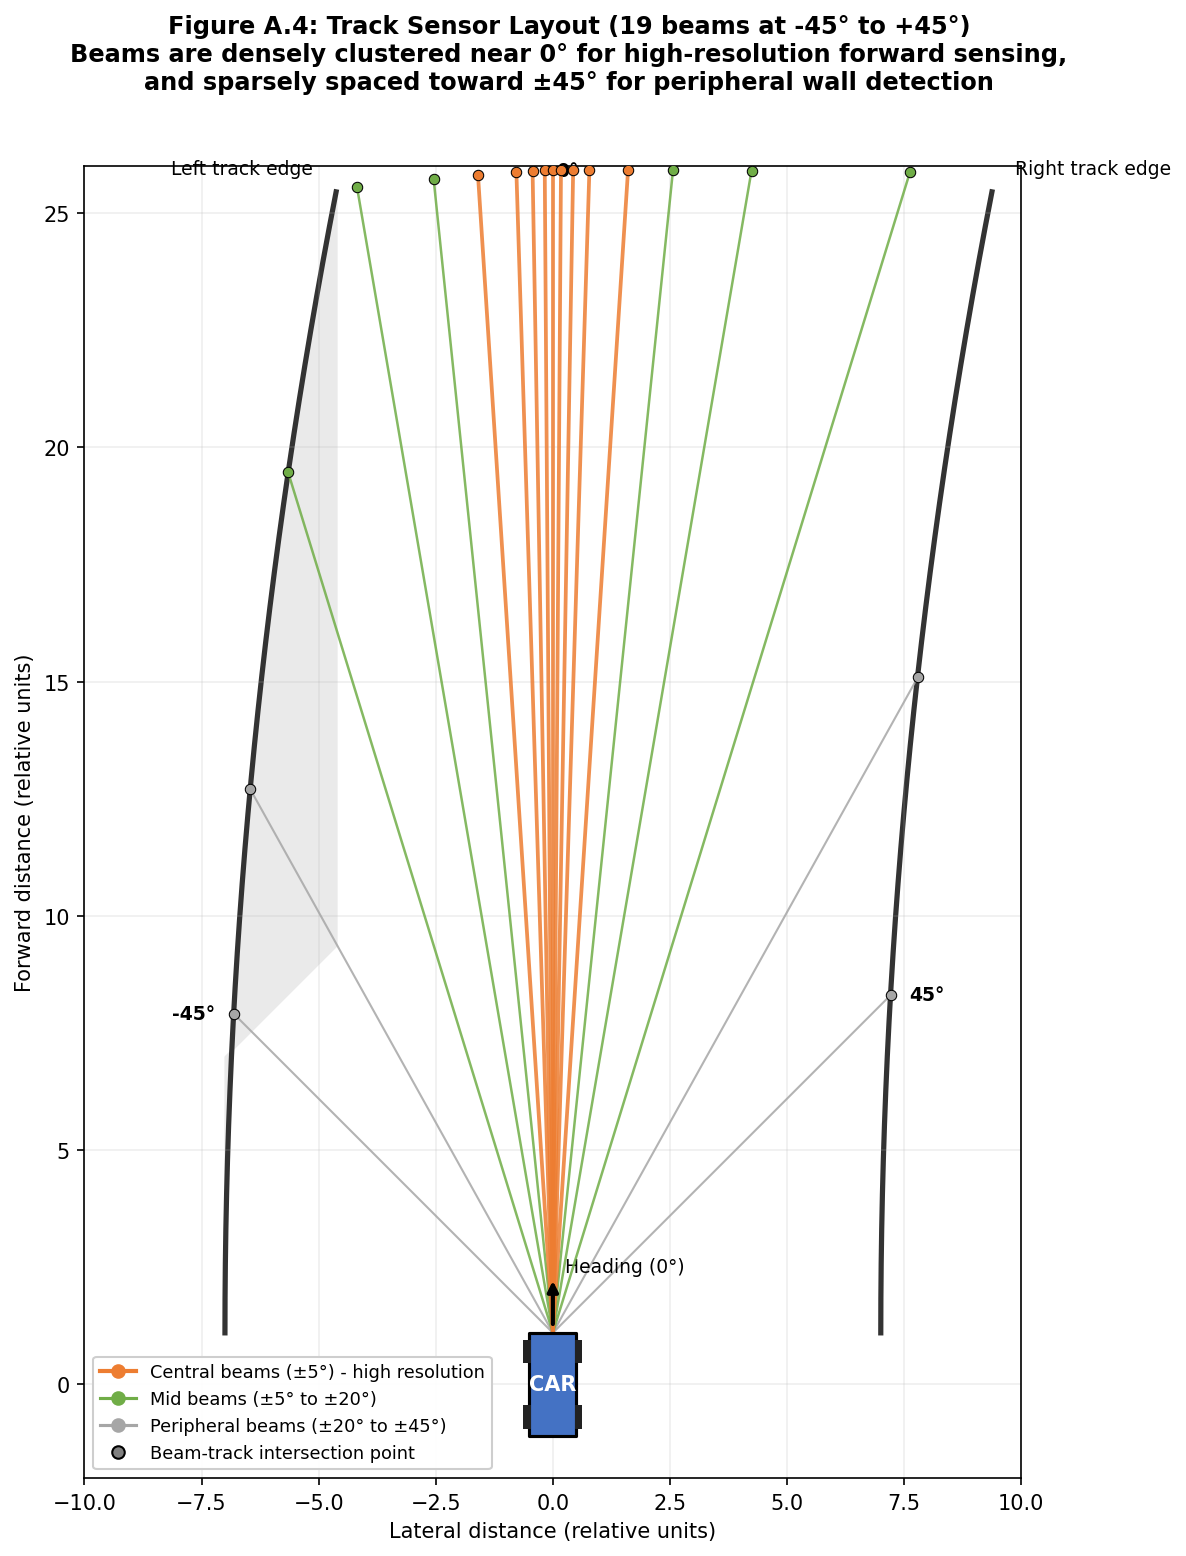 Figure A.4: Track Sensor Layout (19 beams at -45° to +45°)
Beams are densely clustered near 0° for high-resolution forward sensing,
and sparsely spaced toward ±45° for peripheral wall detection
Left track edge
0°
Right track edge
25
20
15
10
5
0
Forward distance (relative units)
-45°
45°
Heading (0°)
CAR
Central beams (±5°) - high resolution
Mid beams (±5° to ±20°)
Peripheral beams (±20° to ±45°)
Beam-track intersection point
−10.0 −7.5 −5.0 −2.5 0.0 2.5 5.0 7.5 10.0
Lateral distance (relative units)